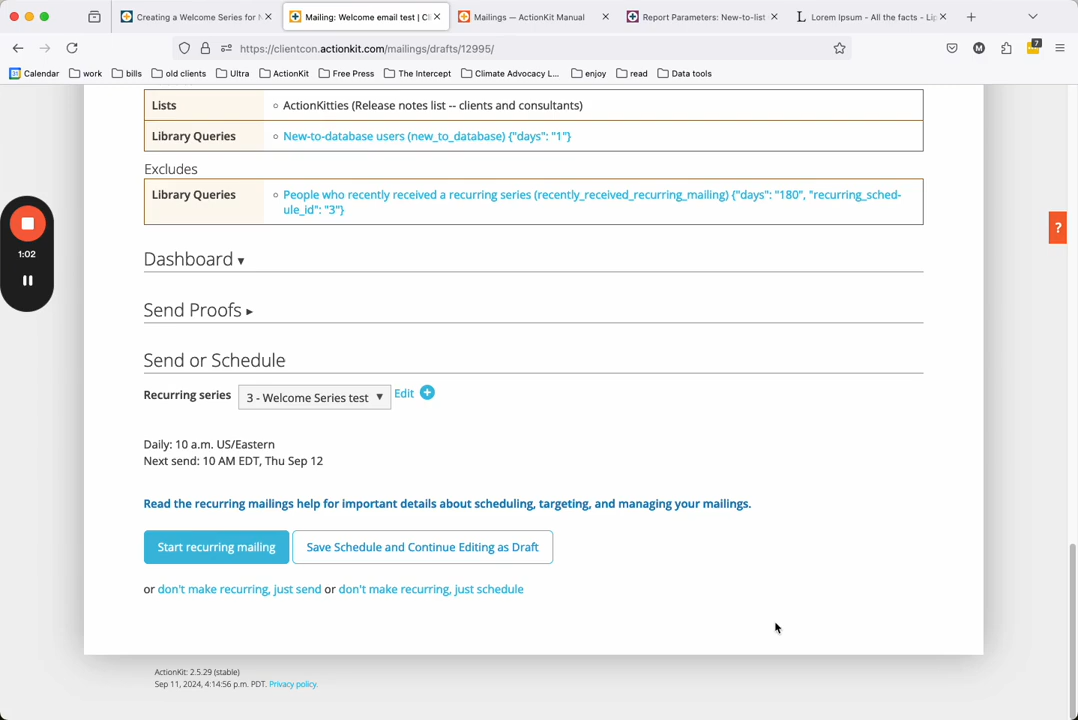 Creating a Welcome Series for N
Mailing: Welcome email test | Cl
Mailings — ActionKit Manual
Report Parameters: New-to-list
Lorem Ipsum - All the facts - Lip
https://clientcon.actionkit.com/mailings/drafts/12995/
M
7
31 Calendar work bills old clients Ultra ActionKit Free Press The Intercept Climate Advocacy L... enjoy read Data tools
Lists ActionKitties (Release notes list -- clients and consultants)
Library Queries New-to-database users (new_to_database) {"days": "1"}
Excludes
Library Queries People who recently received a recurring series (recently_received_recurring_mailing) {"days": "180", "recurring_sched-
ule_id": "3"}
1:02
?
Dashboard ▾
Send Proofs ▸
Send or Schedule
Recurring series 3 - Welcome Series test ▼ Edit +
Daily: 10 a.m. US/Eastern
Next send: 10 AM EDT, Thu Sep 12
Read the recurring mailings help for important details about scheduling, targeting, and managing your mailings.
Start recurring mailing Save Schedule and Continue Editing as Draft
or don't make recurring, just send or don't make recurring, just schedule
ActionKit: 2.5.29 (stable)
Sep 11, 2024, 4:14:56 p.m. PDT. Privacy policy.